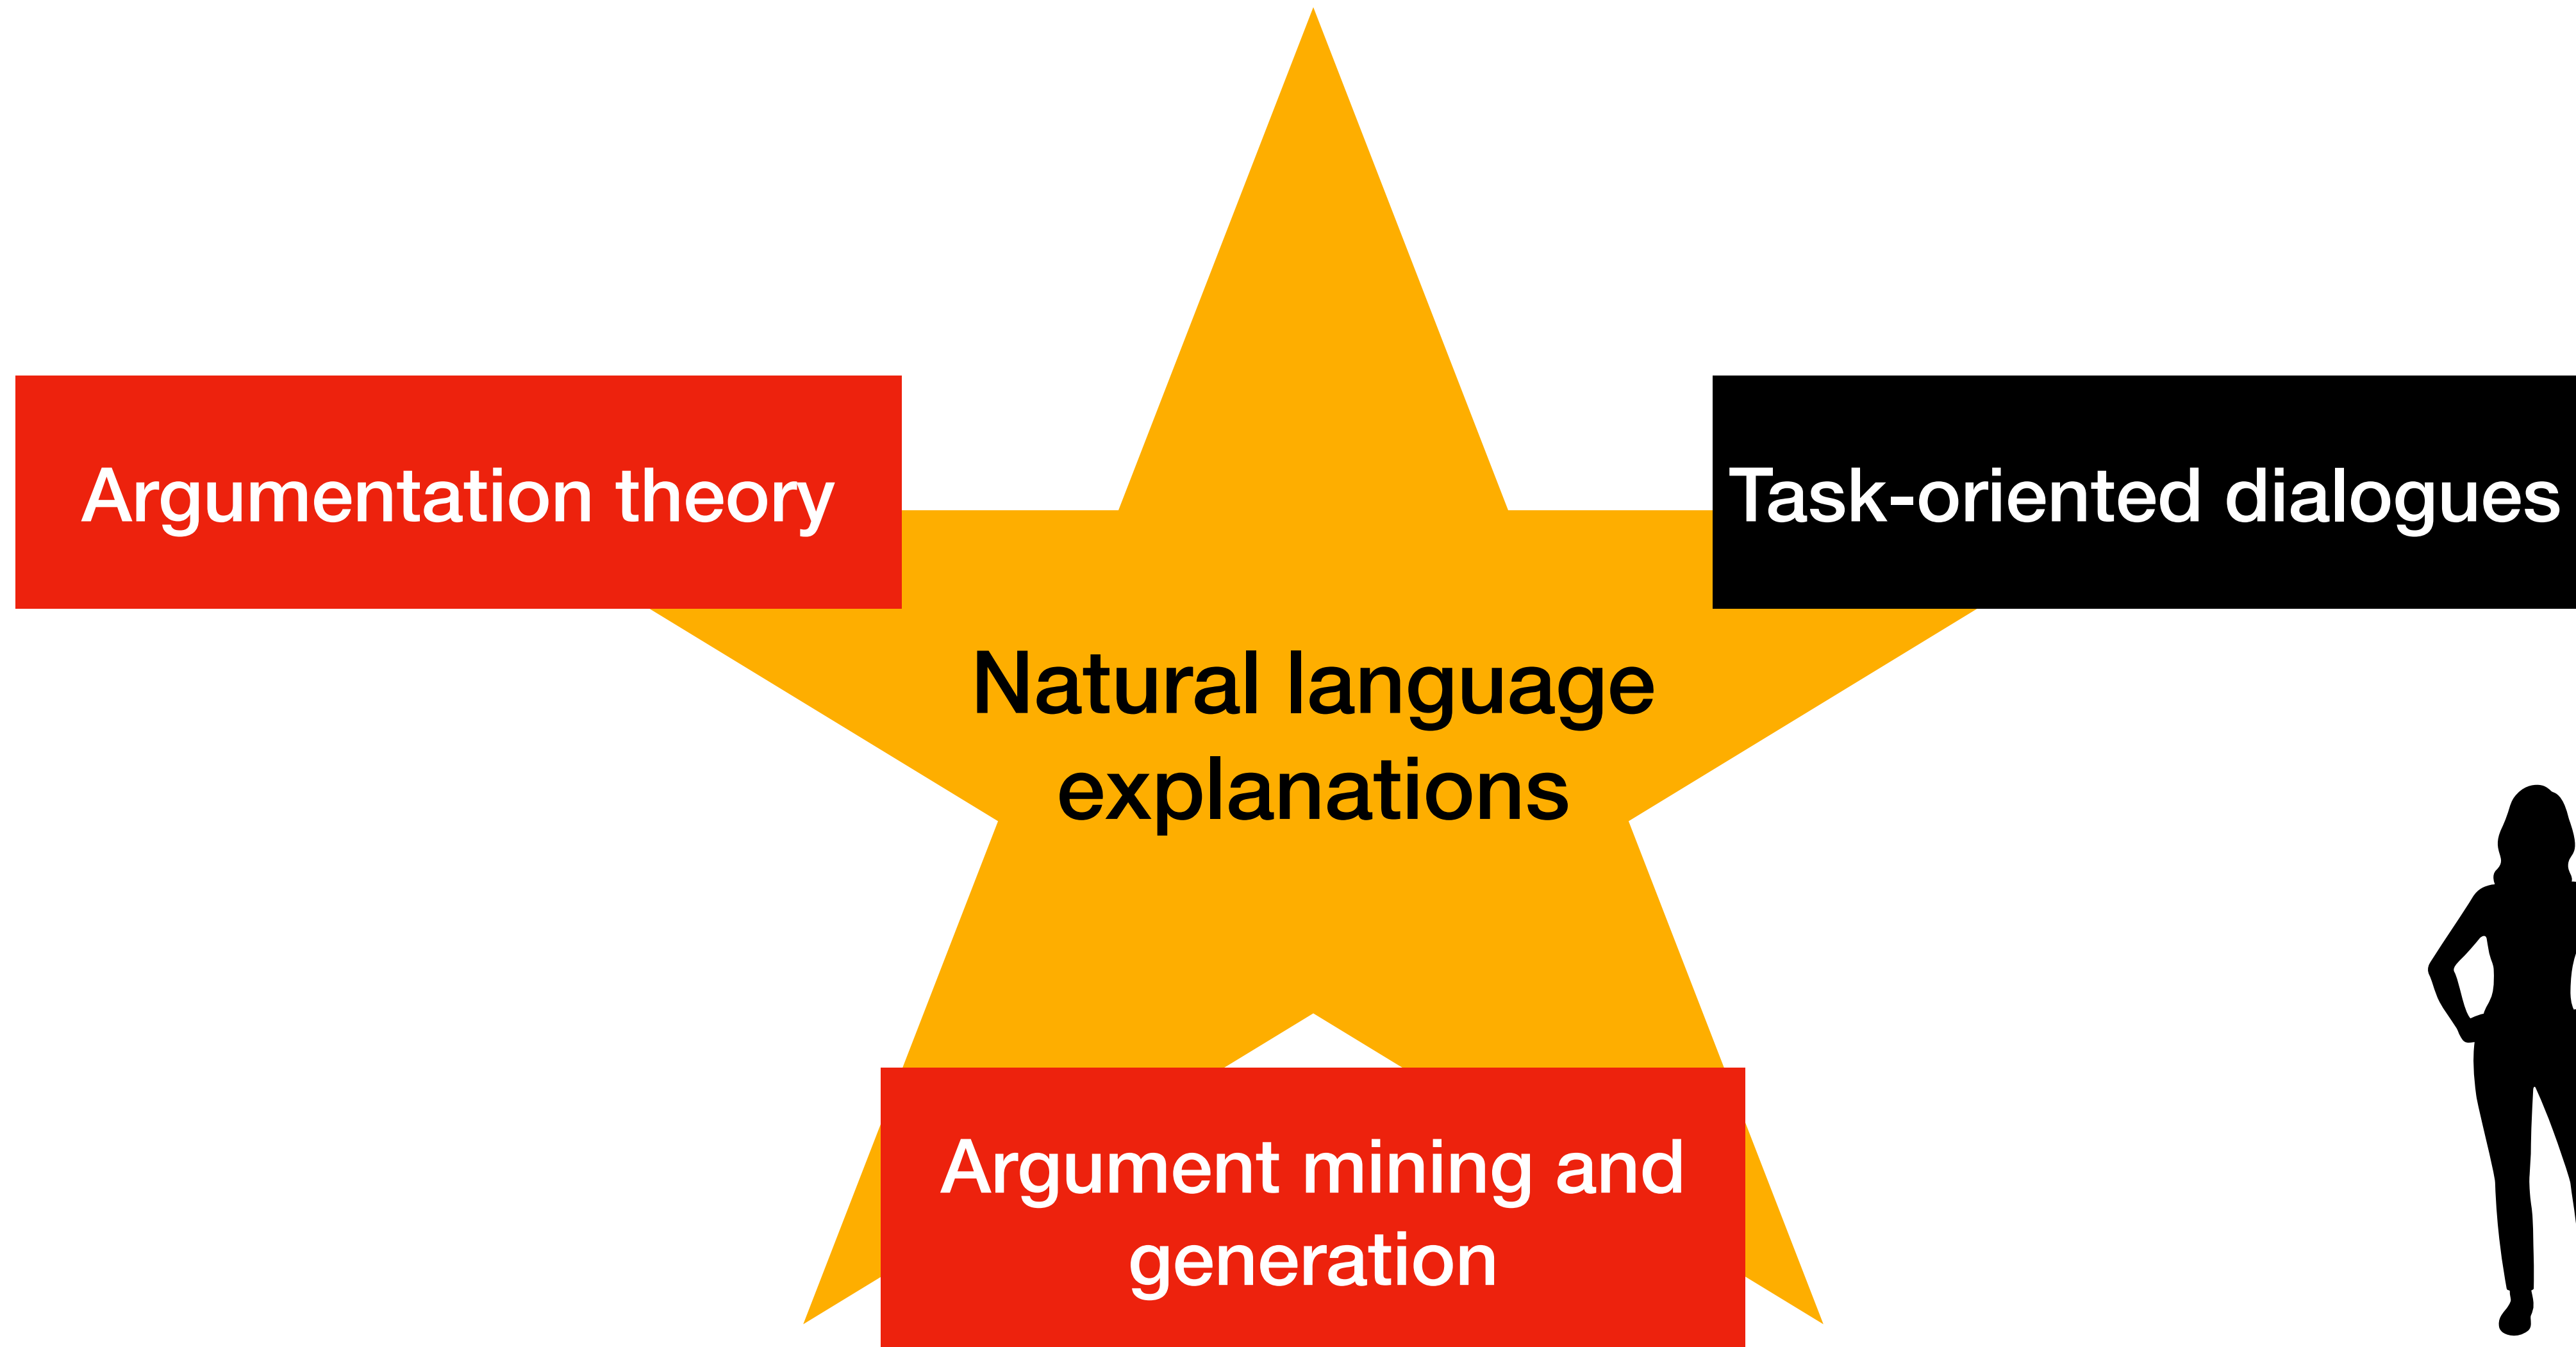 Argumentation theory
Task-oriented dialogues
Natural language
explanations
Argument mining and
generation